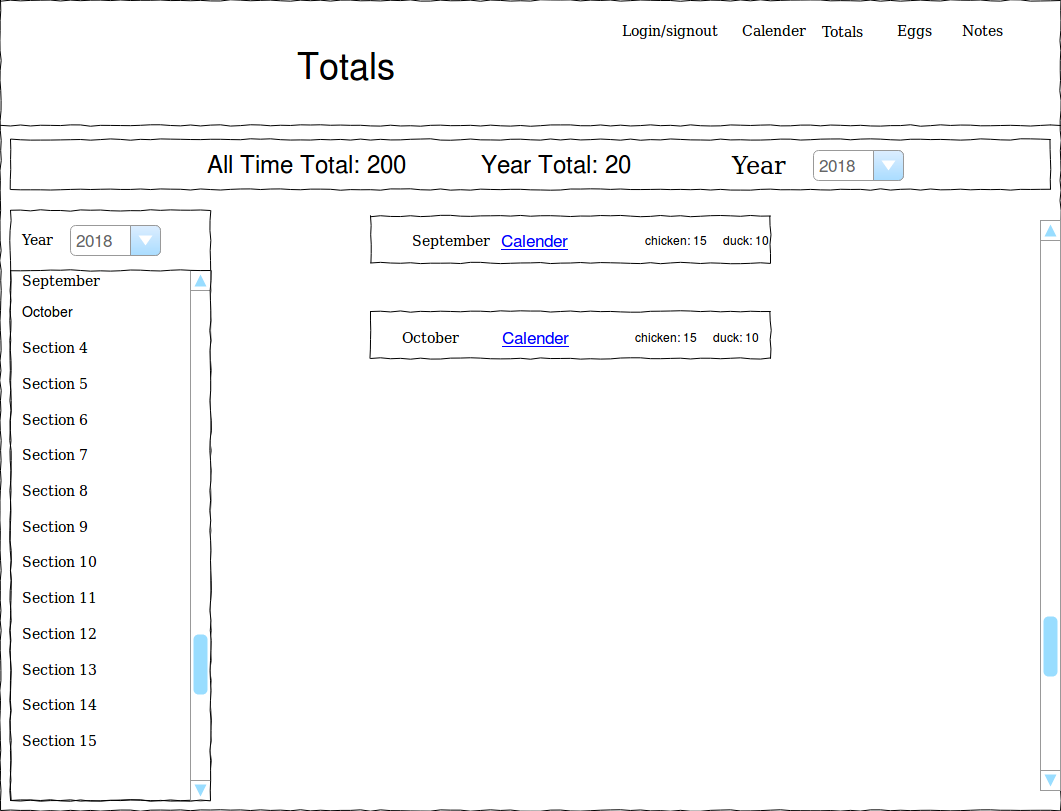 Login/signout Calender Totals Eggs Notes
Totals
All Time Total: 200 Year Total: 20 Year 2018
Year 2018
September
October
Section 4
Section 5
Section 6
Section 7
Section 8
Section 9
Section 10
Section 11
Section 12
Section 13
Section 14
Section 15
September Calender chicken: 15 duck: 10
October Calender chicken: 15 duck: 10